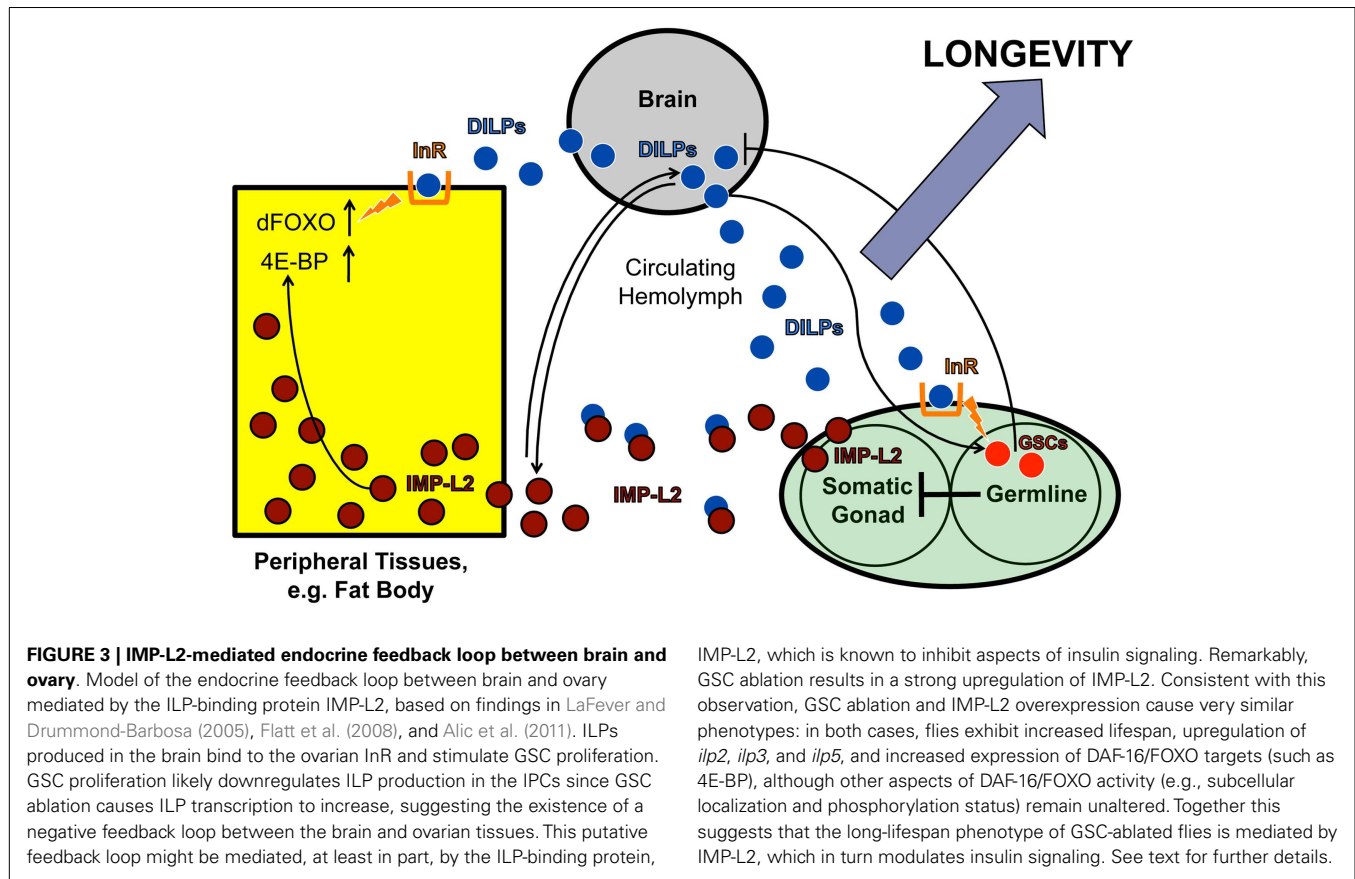 LONGEVITY
Brain
DILPs
DILPs
InR
dFOXO
4E-BP
Circulating
Hemolymph
DILPs
InR
GSCs
IMP-L2
IMP-L2
IMP-L2
Somatic
Gonad
Germline
Peripheral Tissues,
e.g. Fat Body
FIGURE 3 | IMP-L2-mediated endocrine feedback loop between brain and
ovary. Model of the endocrine feedback loop between brain and ovary
mediated by the ILP-binding protein IMP-L2, based on findings in LaFever and
Drummond-Barbosa (2005), Flatt et al. (2008), and Alic et al. (2011). ILPs
produced in the brain bind to the ovarian InR and stimulate GSC proliferation.
GSC proliferation likely downregulates ILP production in the IPCs since GSC
ablation causes ILP transcription to increase, suggesting the existence of a
negative feedback loop between the brain and ovarian tissues. This putative
feedback loop might be mediated, at least in part, by the ILP-binding protein,
IMP-L2, which is known to inhibit aspects of insulin signaling. Remarkably,
GSC ablation results in a strong upregulation of IMP-L2. Consistent with this
observation, GSC ablation and IMP-L2 overexpression cause very similar
phenotypes: in both cases, flies exhibit increased lifespan, upregulation of
ilp2, ilp3, and ilp5, and increased expression of DAF-16/FOXO targets (such as
4E-BP), although other aspects of DAF-16/FOXO activity (e.g., subcellular
localization and phosphorylation status) remain unaltered. Together this
suggests that the long-lifespan phenotype of GSC-ablated flies is mediated by
IMP-L2, which in turn modulates insulin signaling. See text for further details.